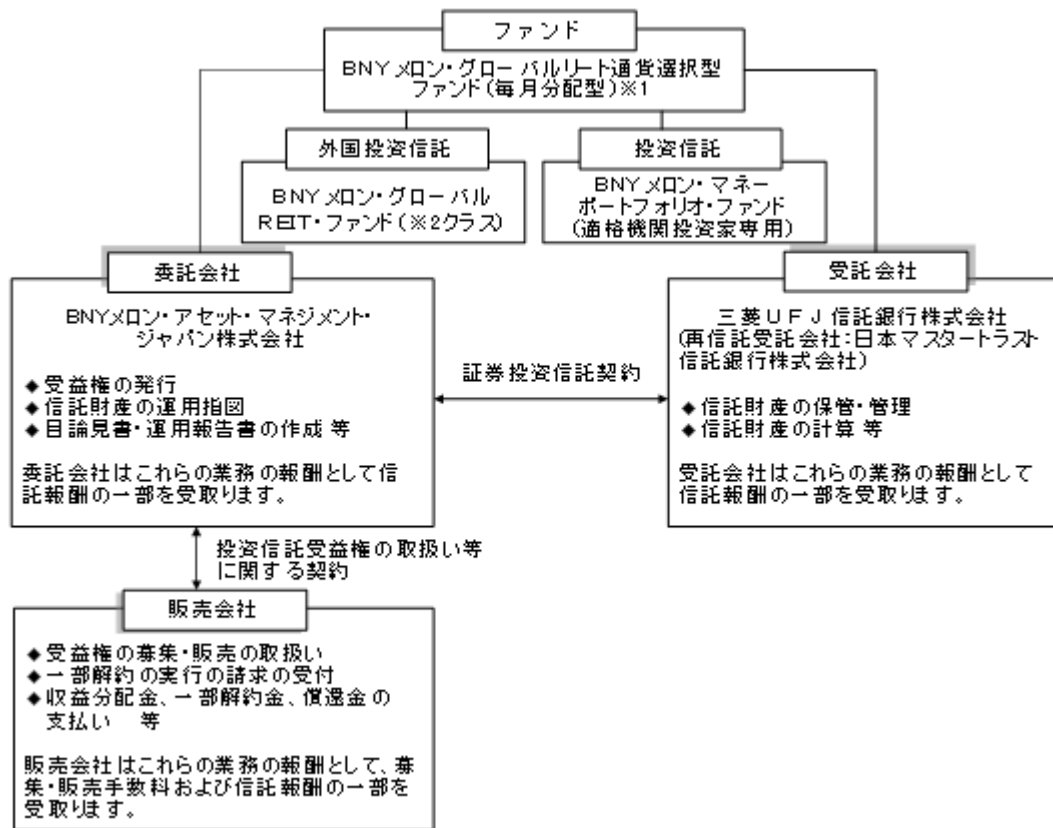 ファンド
BNYメロン・グローバルリート通貨選択型
ファンド(毎月分配型)※1
外国投資信託
BNYメロン・グローバル
REIT・ファンド(※2クラス)
投資信託
BNYメロン・マネー
ポートフォリオ・ファンド
(適格機関投資家専用)
委託会社
BNYメロン・アセット・マネジメント・
ジャパン株式会社
◆受益権の発行
◆信託財産の運用指図
◆目論見書・運用報告書の作成 等
委託会社はこれらの業務の報酬として信
託報酬の一部を受取ります。
証券投資信託契約
受託会社
三菱UFJ信託銀行株式会社
(再信託受託会社:日本マスタートラスト
信託銀行株式会社)
◆信託財産の保管・管理
◆信託財産の計算 等
受託会社はこれらの業務の報酬として
信託報酬の一部を受取ります。
投資信託受益権の取扱い等
に関する契約
販売会社
◆受益権の募集・販売の取扱い
◆一部解約の実行の請求の受付
◆収益分配金、一部解約金、償還金の
支払い 等
販売会社はこれらの業務の報酬として、募
集・販売手数料および信託報酬の一部を
受取ります。